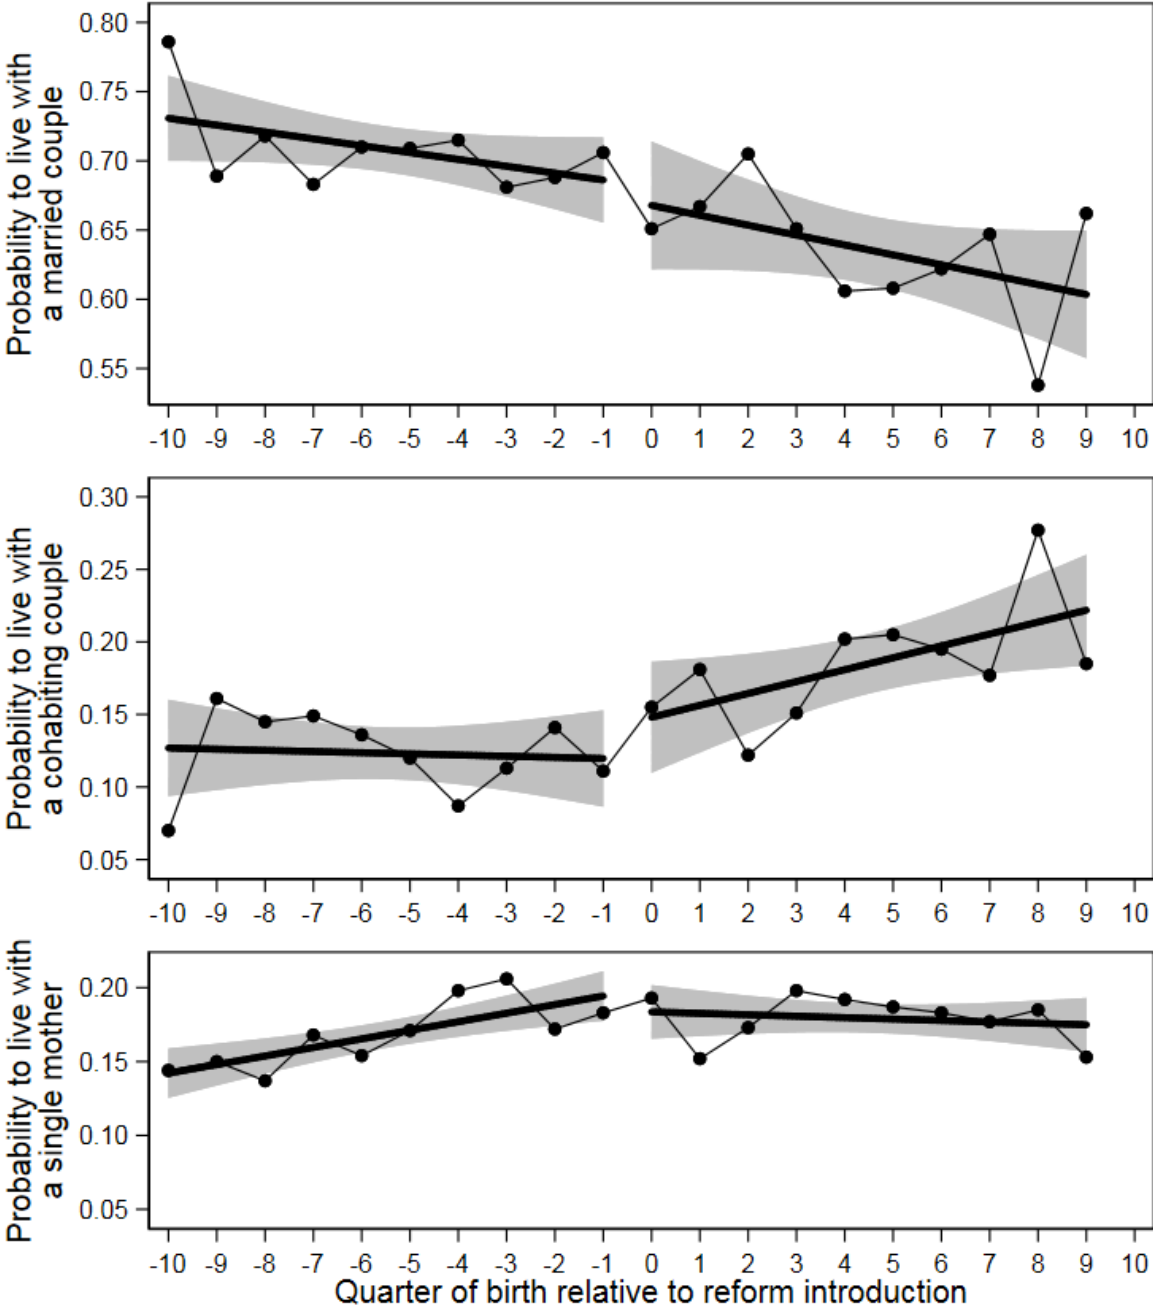 Probability to live with
a married couple
0.80
0.75
0.70
0.65
0.60
0.55
-10 -9 -8 -7 -6 -5 -4 -3 -2 -1 0 1 2 3 4 5 6 7 8 9 10
Probability to live with
a cohabiting couple
0.30
0.25
0.20
0.15
0.10
0.05
-10 -9 -8 -7 -6 -5 -4 -3 -2 -1 0 1 2 3 4 5 6 7 8 9 10
Probability to live with
a single mother
0.20
0.15
0.10
0.05
-10 -9 -8 -7 -6 -5 -4 -3 -2 -1 0 1 2 3 4 5 6 7 8 9 10
Quarter of birth relative to reform introduction